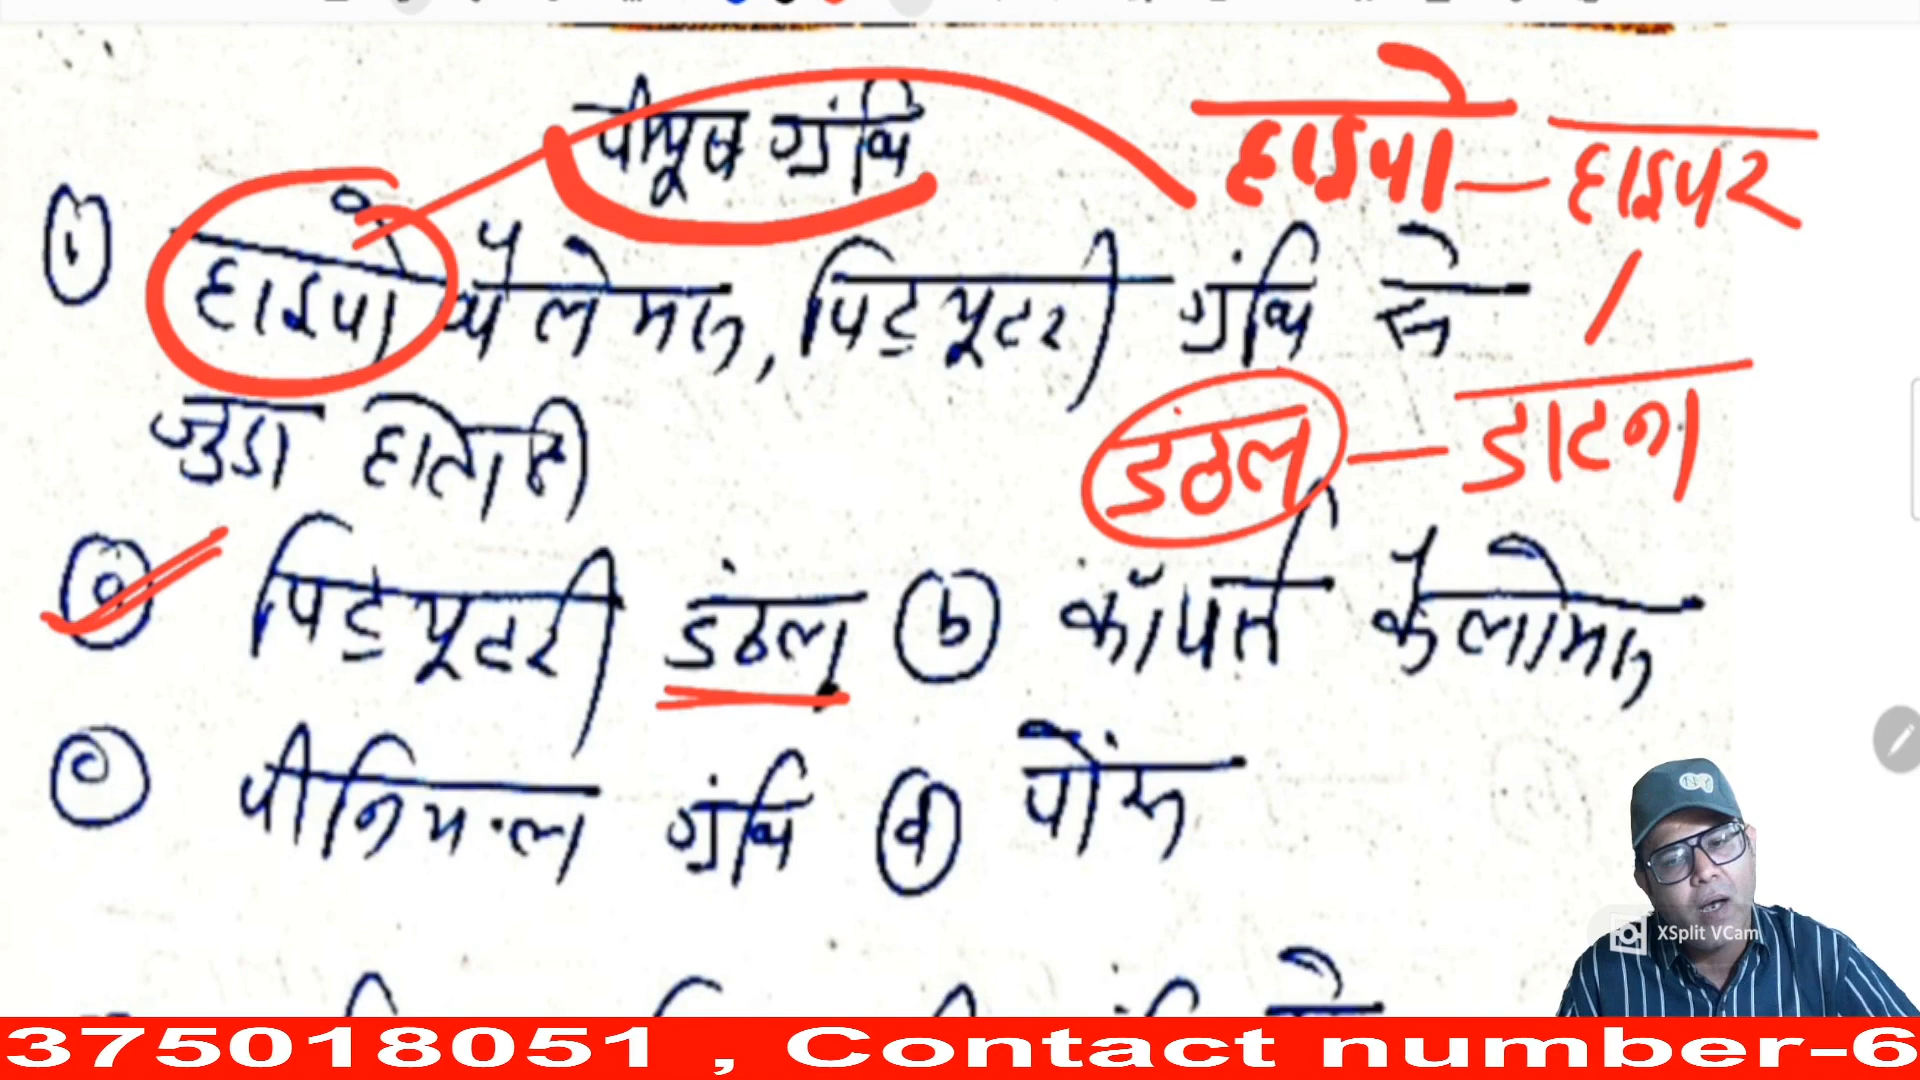 पीयूष ग्रंथि
हाइपो — हाइपर
① हाइपोथैलेमस, पिट्यूटरी ग्रंथि से
जुडा होता है
डंठल — डाटना
ⓐ पिट्यूटरी डंठल ⓑ कॉर्पस कैलोसम
ⓒ पीनियल ग्रंथि ⓓ पोंस
XSplit VCam
375018051 , Contact number-6